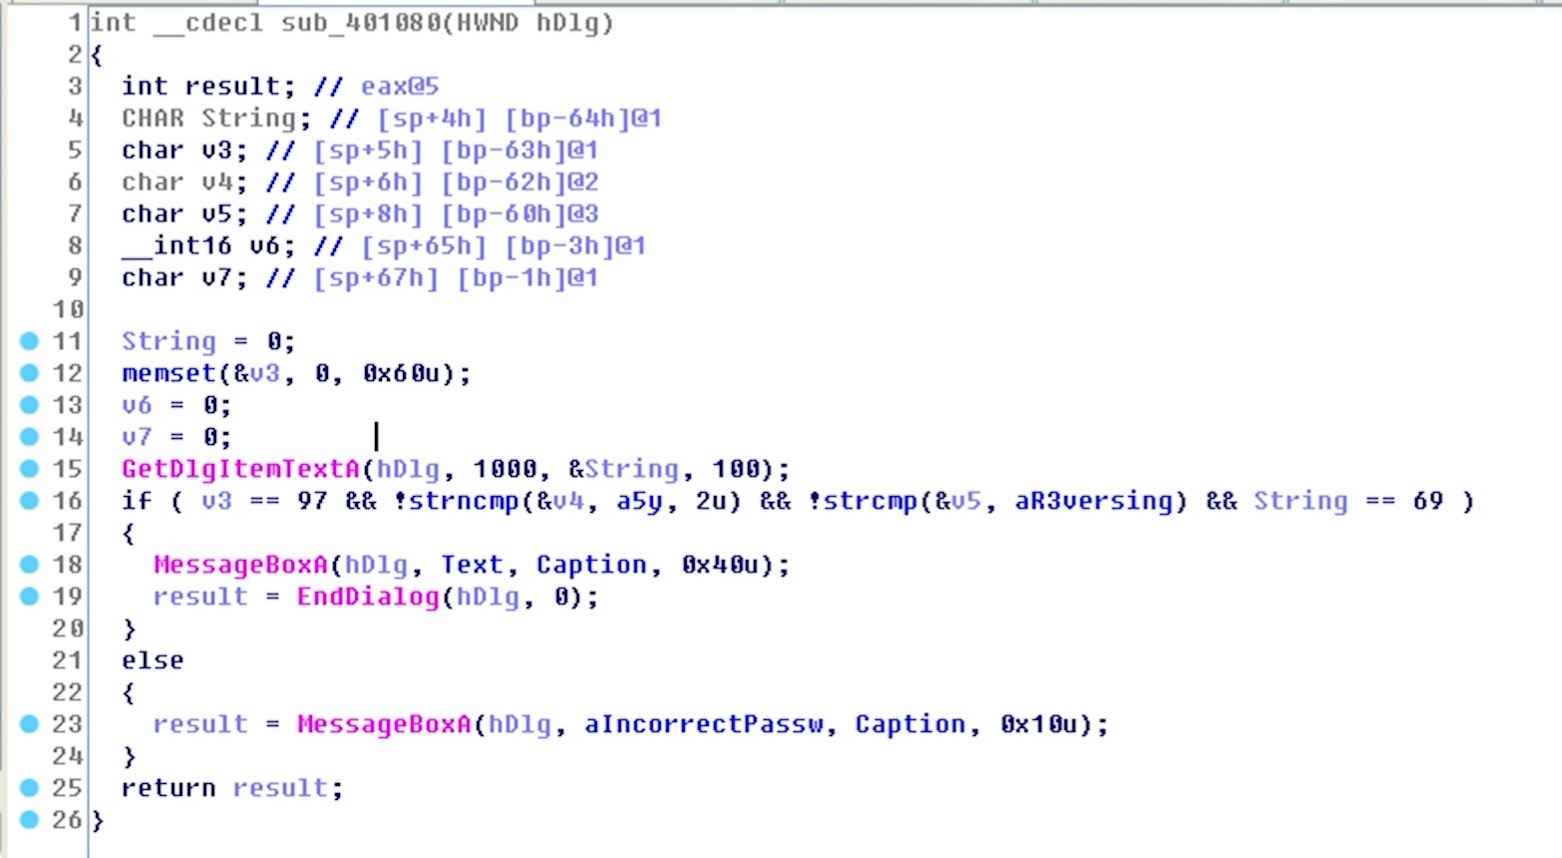 1 int __cdecl sub_401080(HWND hDlg)
2 {
3 int result; // eax@5
4 CHAR String; // [sp+4h] [bp-64h]@1
5 char v3; // [sp+5h] [bp-63h]@1
6 char v4; // [sp+6h] [bp-62h]@2
7 char v5; // [sp+8h] [bp-60h]@3
8 __int16 v6; // [sp+65h] [bp-3h]@1
9 char v7; // [sp+67h] [bp-1h]@1
10
11 String = 0;
12 memset(&v3, 0, 0x60u);
13 v6 = 0;
14 v7 = 0;
15 GetDlgItemTextA(hDlg, 1000, &String, 100);
16 if ( v3 == 97 && !strncmp(&v4, a5y, 2u) && !strcmp(&v5, aR3versing) && String == 69 )
17 {
18 MessageBoxA(hDlg, Text, Caption, 0x40u);
19 result = EndDialog(hDlg, 0);
20 }
21 else
22 {
23 result = MessageBoxA(hDlg, aIncorrectPassw, Caption, 0x10u);
24 }
25 return result;
26 }